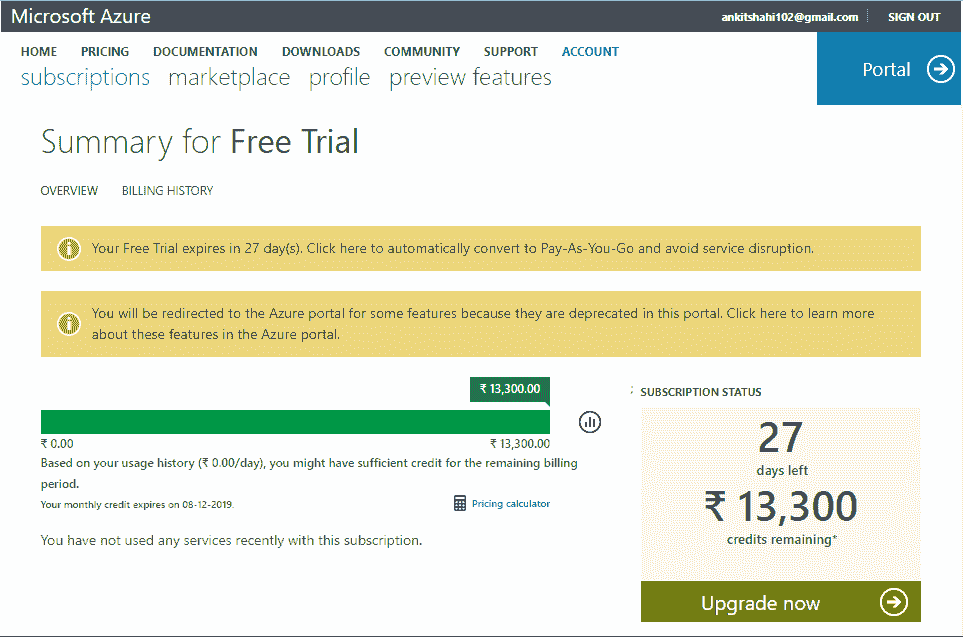 Microsoft Azure
ankitshahi102@gmail.com SIGN OUT
HOME PRICING DOCUMENTATION DOWNLOADS COMMUNITY SUPPORT ACCOUNT
subscriptions marketplace profile preview features
Portal
Summary for Free Trial
OVERVIEW BILLING HISTORY
Your Free Trial expires in 27 day(s). Click here to automatically convert to Pay-As-You-Go and avoid service disruption.
You will be redirected to the Azure portal for some features because they are deprecated in this portal. Click here to learn more
about these features in the Azure portal.
₹ 13,300.00
₹ 0.00 ₹ 13,300.00
Based on your usage history (₹ 0.00/day), you might have sufficient credit for the remaining billing
period.
Your monthly credit expires on 08-12-2019.
Pricing calculator
You have not used any services recently with this subscription.
SUBSCRIPTION STATUS
27
days left
₹ 13,300
credits remaining*
Upgrade now